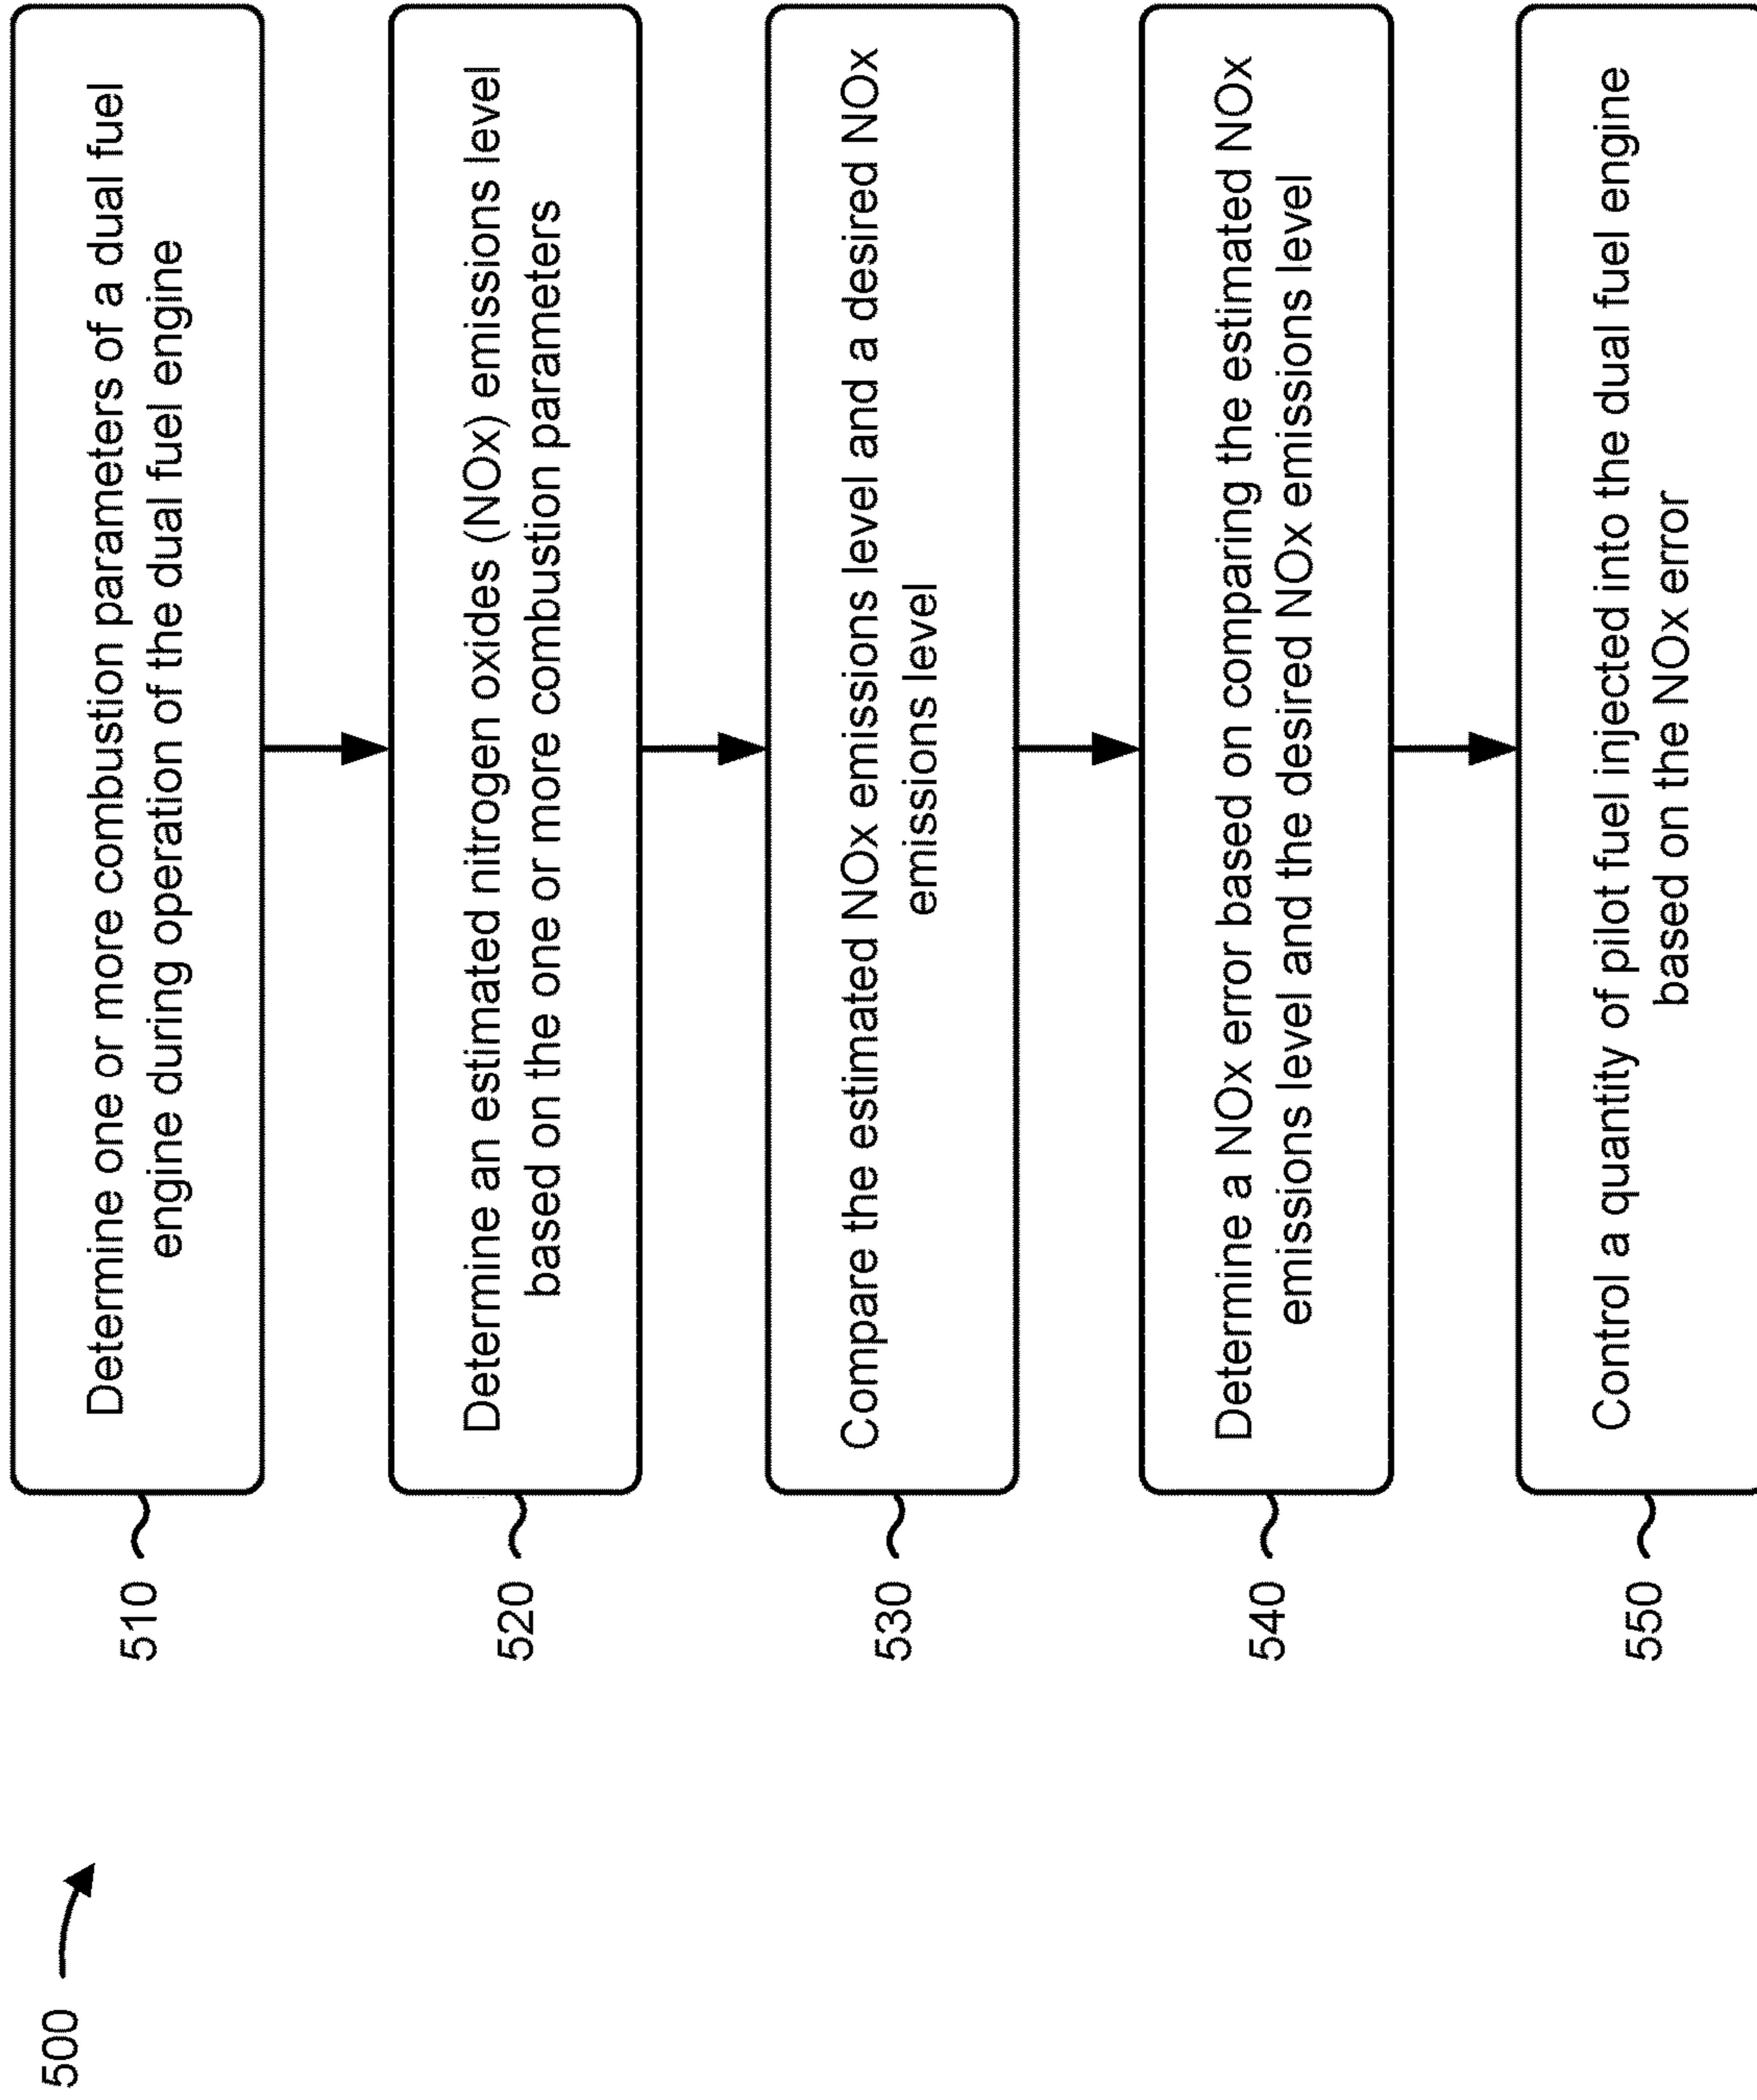 500
510
Determine one or more combustion parameters of a dual fuel
engine during operation of the dual fuel engine
520
Determine an estimated nitrogen oxides (NOx) emissions level
based on the one or more combustion parameters
530
Compare the estimated NOx emissions level and a desired NOx
emissions level
540
Determine a NOx error based on comparing the estimated NOx
emissions level and the desired NOx emissions level
550
Control a quantity of pilot fuel injected into the dual fuel engine
based on the NOx error